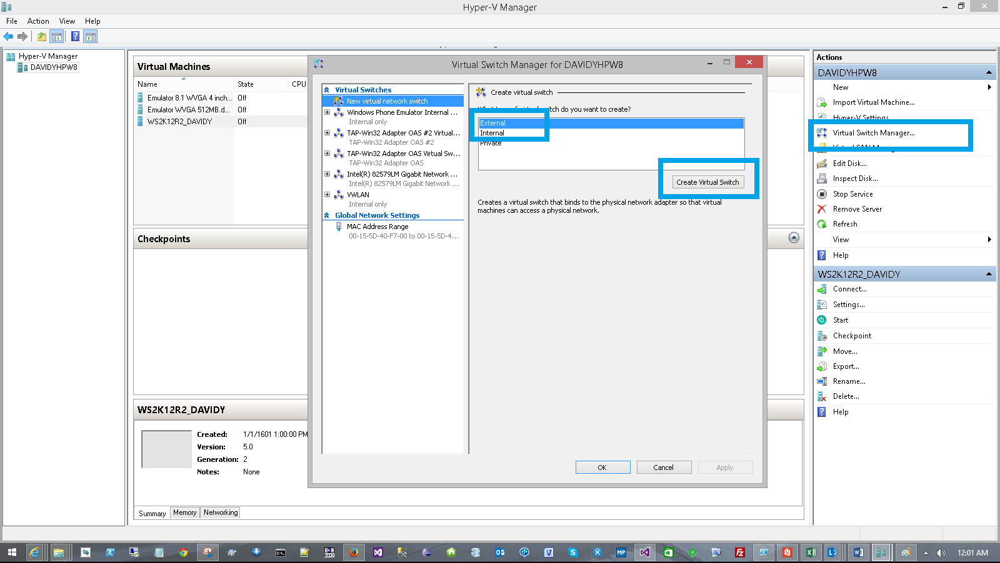 Hyper-V Manager
File Action View Help
Hyper-V Manager
DAVIDYHPW8
Virtual Machines
Name State CPU
Emulator 8.1 WVGA 4 inch... Off
Emulator WVGA 512MB.d... Off
WS2K12R2_DAVIDY Off
Checkpoints
WS2K12R2_DAVIDY
Created: 1/1/1601 1:00:00 PM
Version: 5.0
Generation: 2
Notes: None
Summary Memory Networking
Virtual Switch Manager for DAVIDYHPW8
Virtual Switches
New virtual network switch
Windows Phone Emulator Internal ...
Internal only
TAP-Win32 Adapter OAS #2 Virtual...
TAP-Win32 Adapter OAS #2
TAP-Win32 Adapter OAS Virtual Sw...
TAP-Win32 Adapter OAS
Intel(R) 82579LM Gigabit Network ...
Intel(R) 82579LM Gigabit Network ...
VWLAN
Internal only
Global Network Settings
MAC Address Range
00-15-5D-40-F7-00 to 00-15-5D-4...
Create virtual switch
do you want to create?
External
Internal
Private
Create Virtual Switch
Creates a virtual switch that binds to the physical network adapter so that virtual
machines can access a physical network.
OK Cancel Apply
Actions
DAVIDYHPW8
New
Import Virtual Machine...
Hyper-V Settings
Virtual Switch Manager...
Edit Disk...
Inspect Disk...
Stop Service
Remove Server
Refresh
View
Help
WS2K12R2_DAVIDY
Connect...
Settings...
Start
Checkpoint
Move...
Export...
Rename...
Delete...
Help
12:01 AM